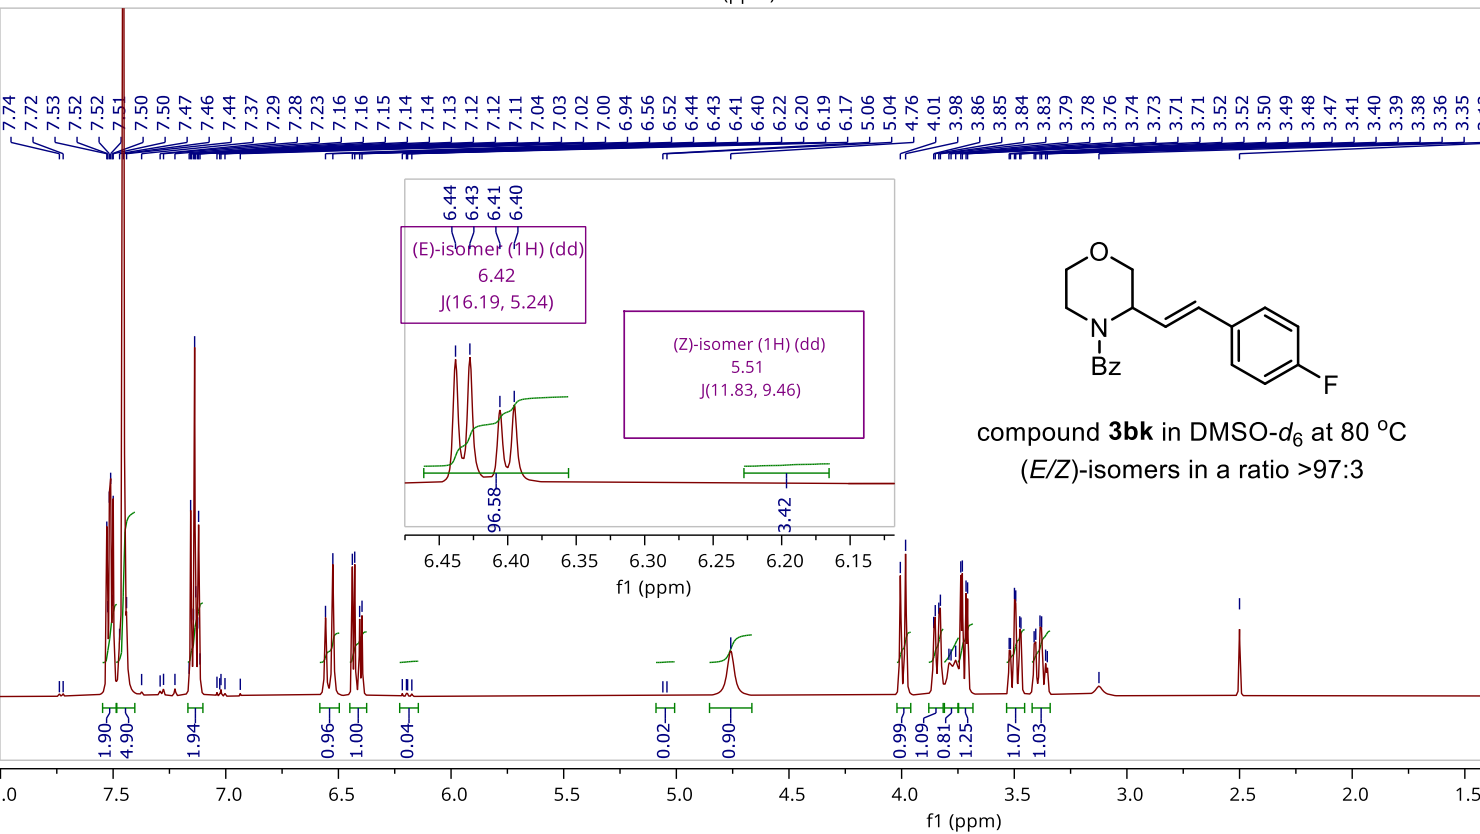 7.74 7.72 7.53 7.52 7.52 7.51 7.50 7.50 7.47 7.46 7.44 7.37 7.29 7.28 7.23 7.16 7.16 7.15 7.14 7.14 7.13 7.12 7.12 7.11 7.04 7.03 7.02 7.00 6.94 6.56 6.52 6.44 6.43 6.41 6.40 6.22 6.20 6.19 6.17 5.06 5.04 4.76 4.01 3.98 3.86 3.85 3.84 3.83 3.79 3.78 3.76 3.74 3.73 3.71 3.71 3.52 3.52 3.50 3.49 3.48 3.47 3.41 3.40 3.39 3.38 3.36 3.35
6.44 6.43 6.41 6.40
(E)-isomer (1H) (dd)
6.42
J(16.19, 5.24)
(Z)-isomer (1H) (dd)
5.51
J(11.83, 9.46)
96.58 3.42
6.45 6.40 6.35 6.30 6.25 6.20 6.15
f1 (ppm)
O
N
Bz
F
compound 3bk in DMSO-d6 at 80 °C
(E/Z)-isomers in a ratio >97:3
1.90 4.90 1.94 0.96 1.00 0.04 0.02 0.90 0.99 1.09 0.81 1.25 1.07 1.03
.0 7.5 7.0 6.5 6.0 5.5 5.0 4.5 4.0 3.5 3.0 2.5 2.0 1.5
f1 (ppm)